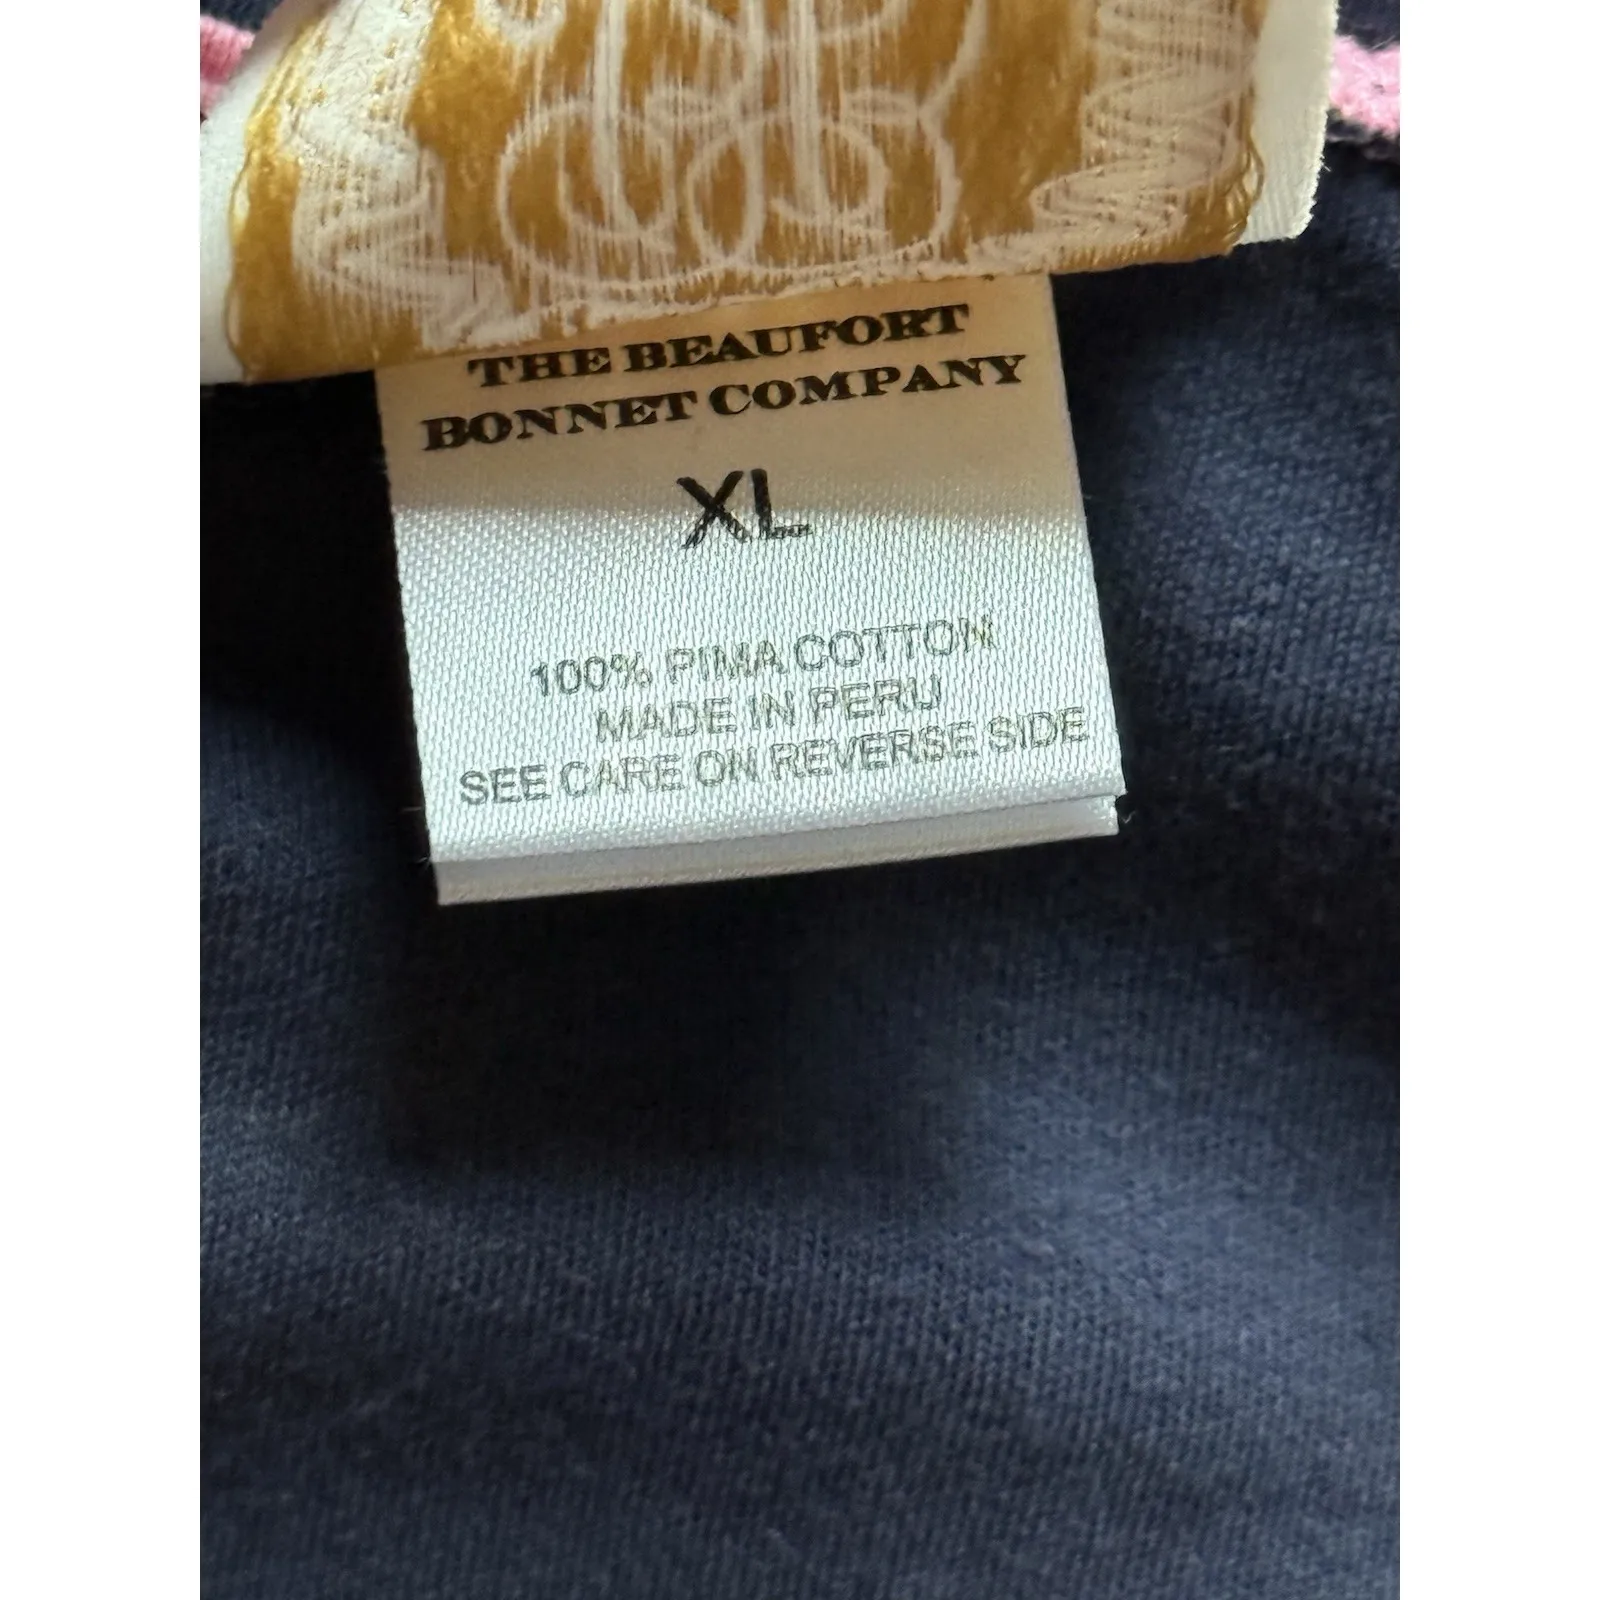 THE BEAUFORT
BONNET COMPANY
XL
100% PIMA COTTON
MADE IN PERU
SEE CARE ON REVERSE SIDE